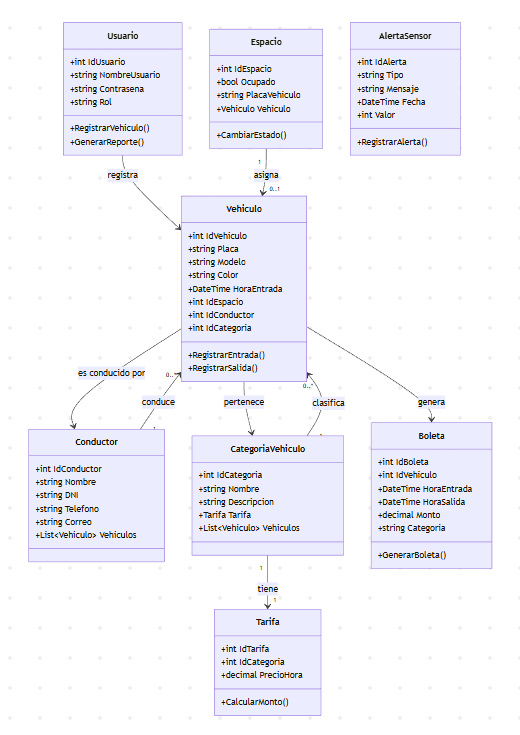 Usuario
+int IdUsuario
+string NombreUsuario
+string Contrasena
+string Rol
+RegistrarVehiculo()
+GenerarReporte()
Espacio
+int IdEspacio
+bool Ocupado
+string PlacaVehiculo
+Vehiculo Vehiculo
+CambiarEstado()
AlertaSensor
+int IdAlerta
+string Tipo
+string Mensaje
+DateTime Fecha
+int Valor
+RegistrarAlerta()
registra
1
asigna
0..1
Vehiculo
+int IdVehiculo
+string Placa
+string Modelo
+string Color
+DateTime HoraEntrada
+int IdEspacio
+int IdConductor
+int IdCategoria
+RegistrarEntrada()
+RegistrarSalida()
es conducido por
0..*
conduce
pertenece
0..*
clasifica
genera
Conductor
+int IdConductor
+string Nombre
+string DNI
+string Telefono
+string Correo
+List<Vehiculo> Vehiculos
CategoriaVehiculo
+int IdCategoria
+string Nombre
+string Descripcion
+Tarifa Tarifa
+List<Vehiculo> Vehiculos
Boleta
+int IdBoleta
+int IdVehiculo
+DateTime HoraEntrada
+DateTime HoraSalida
+decimal Monto
+string Categoria
+GenerarBoleta()
1
tiene
1
Tarifa
+int IdTarifa
+int IdCategoria
+decimal PrecioHora
+CalcularMonto()